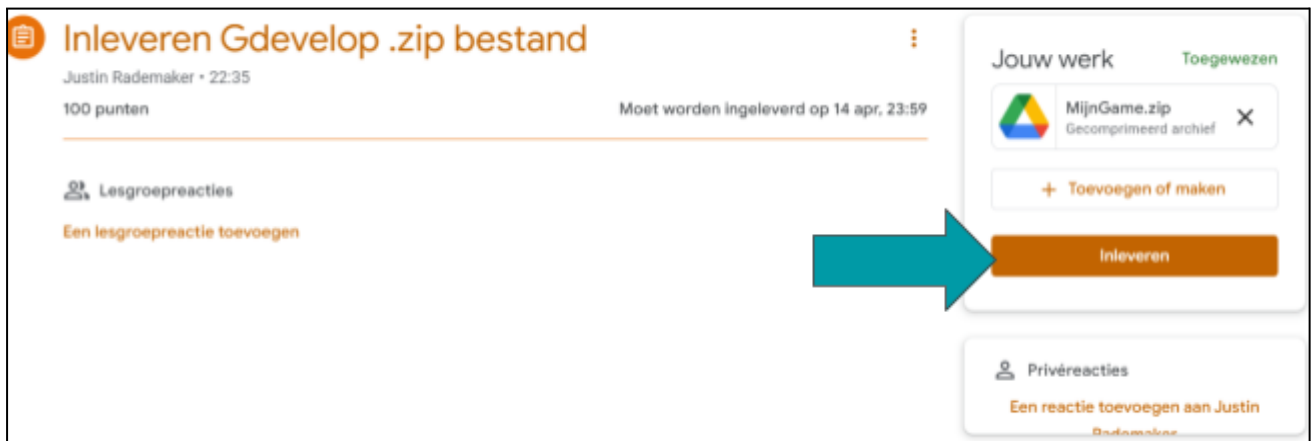 Inleveren Gdevelop .zip bestand
Justin Rademaker • 22:35
100 punten
Moet worden ingeleverd op 14 apr, 23:59
Lesgroepreacties
Een lesgroepreactie toevoegen
Jouw werk
Toegewezen
MijnGame.zip
Gecomprimeerd archief
+ Toevoegen of maken
Inleveren
Privéreacties
Een reactie toevoegen aan Justin
Rademaker